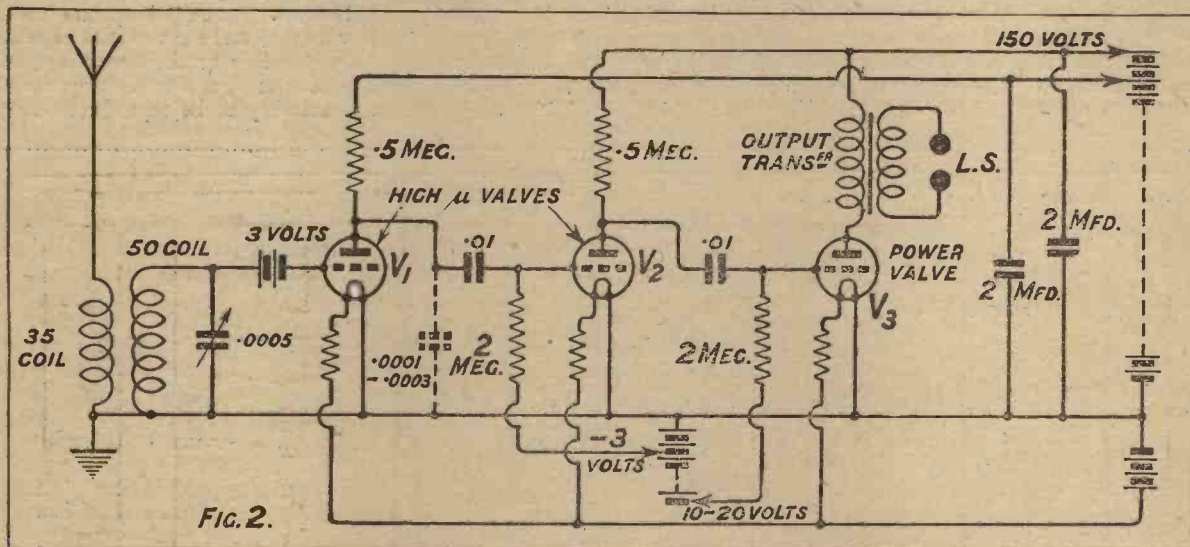 150 VOLTS
·5 MEG.
·5 MEG.
OUTPUT
TRANSFR
L.S.
HIGH μ VALVES
50 COIL
3 VOLTS
V1
·01
V2
·01
POWER
VALVE
V3
2 MFD.
2 MFD.
35
COIL
·0005
·0001
-·0003
2
MEG.
2 MEG.
-3
VOLTS
10-20 VOLTS
FIG. 2.